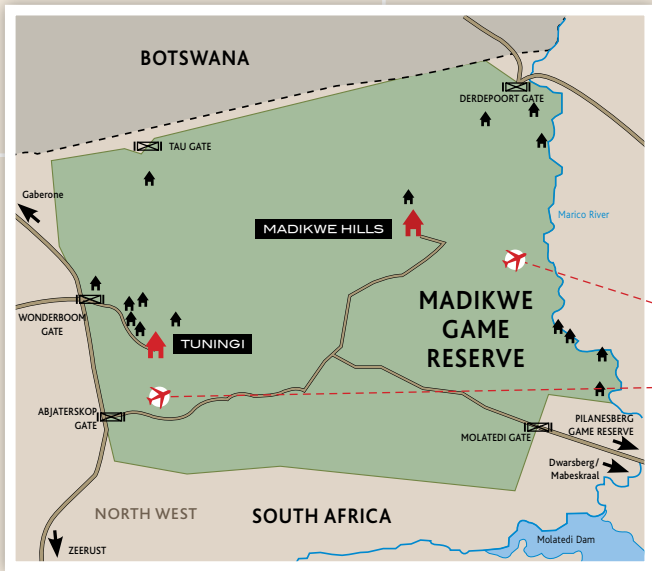 BOTSWANA
DERDEPOORT GATE
TAU GATE
Gaberone
Marico River
MADIKWE HILLS
MADIKWE
GAME
RESERVE
WONDERBOOM
GATE
TUNINGI
ABJATERSKOP
GATE
MOLATEDI GATE
PILANESBERG
GAME RESERVE
Dwarsberg/
Mabeskraal
NORTH WEST
SOUTH AFRICA
Molatedi Dam
ZEERUST